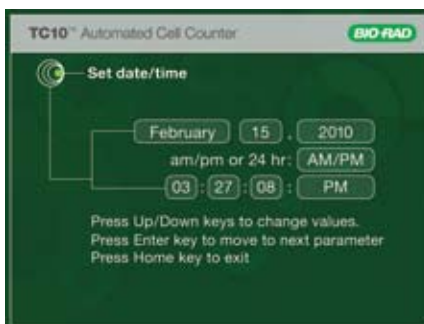 TC10™ Automated Cell Counter BIO-RAD
Set date/time
February 15 , 2010
am/pm or 24 hr: AM/PM
03 : 27 : 08 : PM
Press Up/Down keys to change values.
Press Enter key to move to next parameter
Press Home key to exit